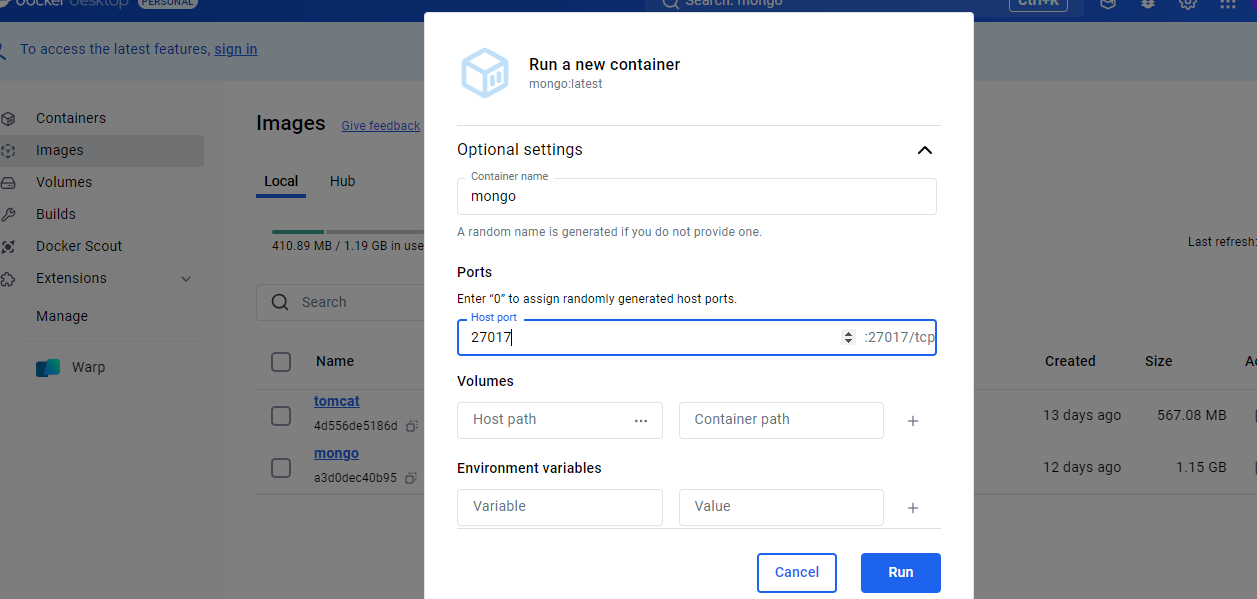 docker desktop PERSONAL
Search: mongo
Ctrl+K
To access the latest features, sign in
Containers
Images
Volumes
Builds
Docker Scout
Extensions
Manage
Warp
Images Give feedback
Local Hub
410.89 MB / 1.19 GB in use
Last refresh:
Search
Name Created Size
tomcat
4d556de5186d
13 days ago 567.08 MB
mongo
a3d0dec40b95
12 days ago 1.15 GB
Run a new container
mongo:latest
Optional settings
Container name
mongo
A random name is generated if you do not provide one.
Ports
Enter “0” to assign randomly generated host ports.
Host port
27017 :27017/tcp
Volumes
Host path ... Container path +
Environment variables
Variable Value +
Cancel Run